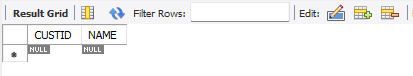 Result Grid Filter Rows: Edit:
CUSTID NAME
NULL NULL